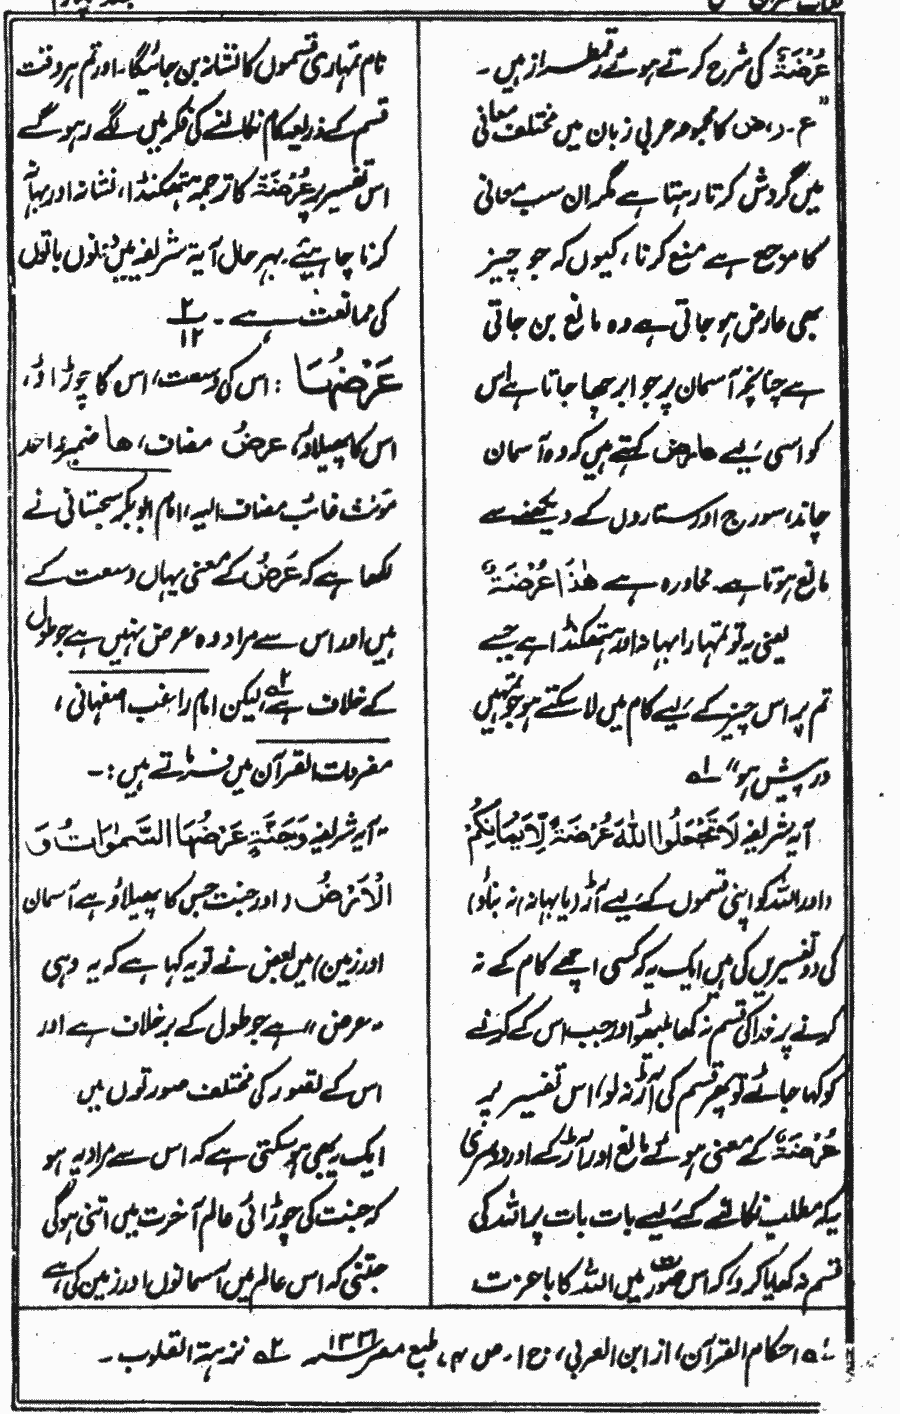 عُرْضَةً کی شرح کرتے ہوئے رقمطراز ہیں۔
"ع۔ر، ض کا مجموعہ عربی زبان میں مختلف معانی
میں گردش کرتا رہتا ہے مگر ان سب معانی
کا مرجع ہے منع کرنا، کیوں کہ جو چیز
بھی عارض ہو جاتی ہے وہ مانع بن جاتی
ہے چنانچہ آسمان پر جو ابر چھا جاتا ہے اس
کو اسی لیے عارض کہتے ہیں کہ وہ آسمان
چاند، سورج اور ستاروں کے دیکھنے سے
مانع ہوتا ہے۔ محاورہ ہے ھٰذَا عُرْضَةٌ
یعنی یہ تو تمہارا بہانہ اور ہتھکنڈا ہے جسے
تم ہر اس چیز کے لیے کام میں لا سکتے ہو جو تمہیں
درپیش ہو" ۱ے
آیہ شریفہ لَا تَجْعَلُوا اللّٰهَ عُرْضَةً لِّاَيْمَانِكُمْ
(اور اللہ کو اپنی قسموں کے لیے آڑ (یا بہانہ) نہ بناؤ)
کی دو تفسیریں کی ہیں ایک یہ کہ کسی اچھے کام کے نہ
کرنے پر خدا کی قسم نہ کھا بیٹھو اور جب اس کے کرنے
کو کہا جائے تو پھر قسم کی آڑ نہ لو، اس تفسیر پر
عُرْضَةً کے معنی ہوئے مانع اور آڑ کے اور دوسری
یہ کہ مطلب نکالنے کے لیے بات بات پر اللہ کی
قسم نہ کھایا کرو، کہ اس صورت میں اللہ کا باعزت
نام تمہاری قسموں کا نشانہ بن جائیگا۔ اور تم ہر وقت
قسم کے ذریعہ کام نکالنے کی فکر میں لگے رہو گے
اس تفسیر پر عُرْضَةً کا ترجمہ ہتھکنڈا، نشانہ اور بہانہ
کرنا چاہیئے۔ بہر حال آیۂ شریفہ میں دونوں باتوں
کی ممانعت ہے۔ ۲/۱۲
عَرْضُهَا: اس کی وسعت، اس کا چوڑاؤ،
اس کا پھیلاؤ، عرضُ مضاف، ها ضمیر واحد
مونث غائب مضاف الیہ، امام ابوبکر سجستانی نے
لکھا ہے کہ عَرْضُ کے معنی یہاں وسعت کے
ہیں اور اس سے مراد وہ عرض نہیں ہے جو طول
کے خلاف ہے، ۲ے لیکن امام راغب اصفہانی،
مفردات القرآن میں فرماتے ہیں:۔
"آیہ شریفہ وَجَنَّةٍ عَرْضُهَا السَّمٰوَاتُ وَ
الْاَرْضُ (اور جنت جس کا پھیلاؤ ہے آسمان
اور زمین) میں بعض نے تو یہ کہا ہے کہ یہ وہی
"عرض" ہے جو طول کے برخلاف ہے اور
اس کے تصور کی مختلف صورتوں میں
ایک یہ بھی ہو سکتی ہے کہ اس سے مراد یہ ہو
کہ جنت کی چوڑائی عالم آخرت میں اتنی ہوگی
جتنی کہ اس عالم میں آسمانوں اور زمین کی ہے
۱ے احکام القرآن، از ابن العربی، ج ۱۔ ص ۷۴، طبع مصر ۱۳۳۱ھ ۲ے نزہۃ القلوب۔